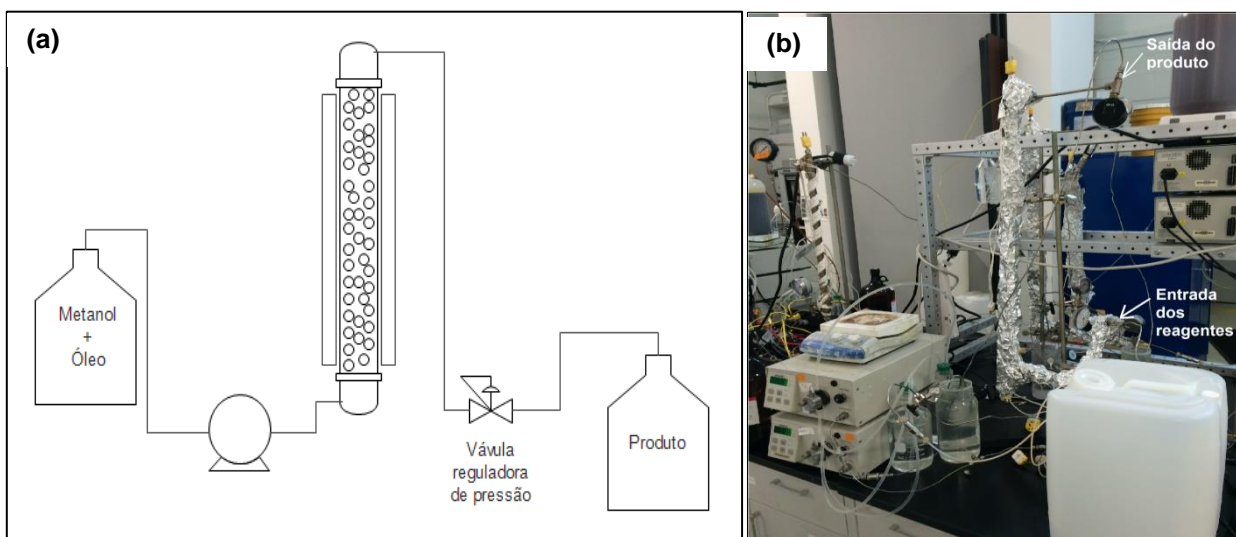 (a)
Metanol
+
Óleo
Vávula
reguladora
de pressão
Produto
(b)
Saída do
produto
Entrada
dos
reagentes